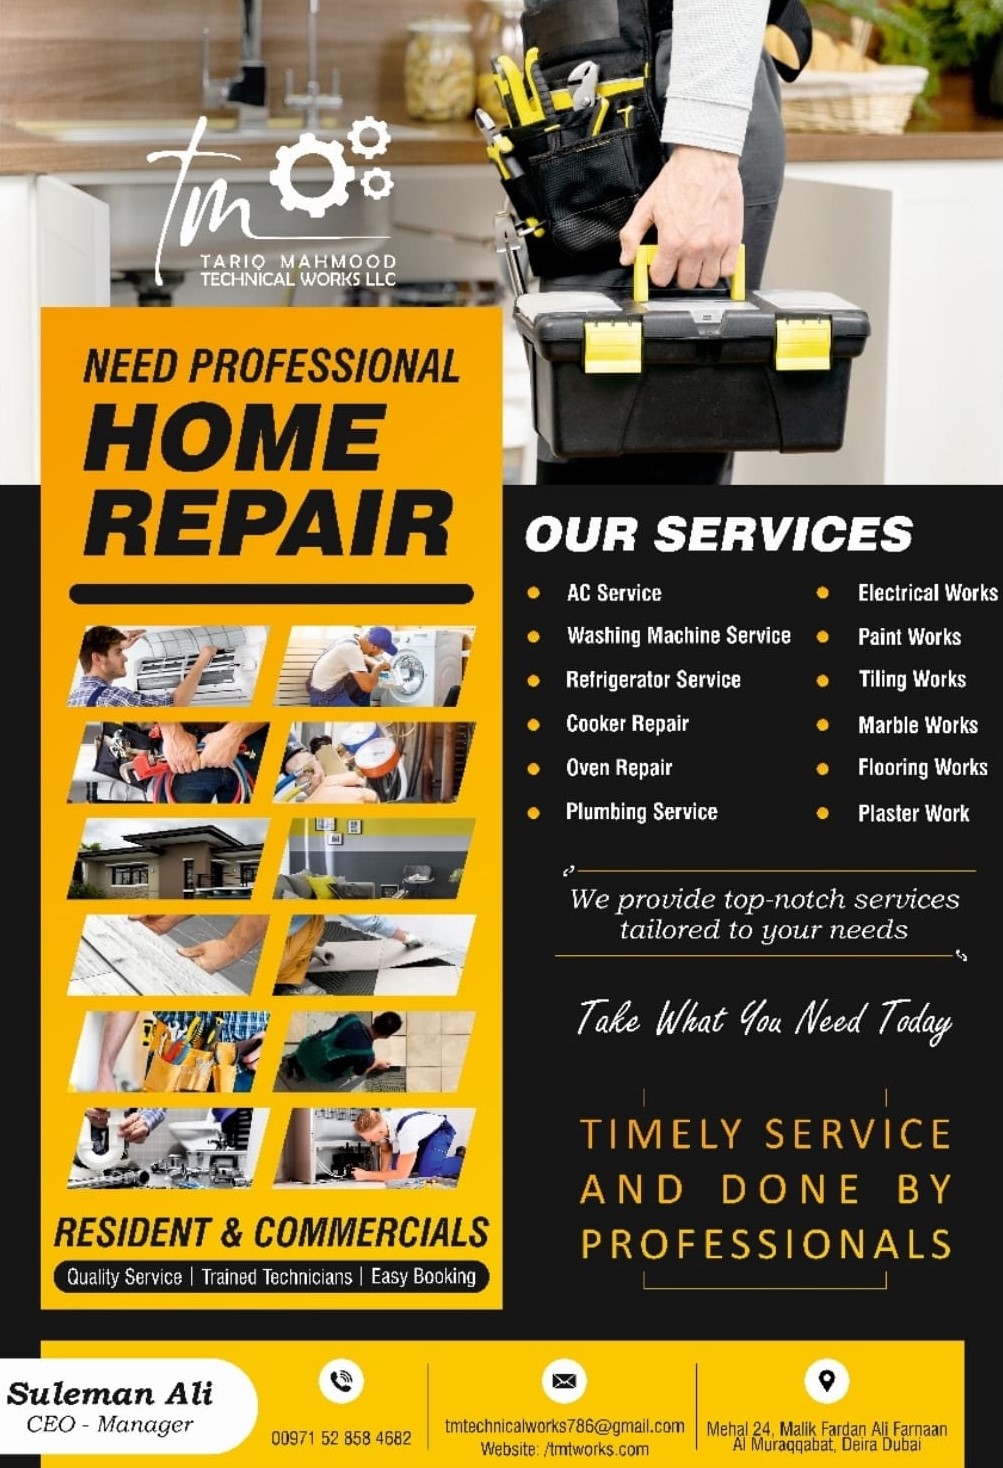 tm
TARIQ MAHMOOD
TECHNICAL WORKS LLC
NEED PROFESSIONAL
HOME
REPAIR
OUR SERVICES
AC Service
Washing Machine Service
Refrigerator Service
Cooker Repair
Oven Repair
Plumbing Service
Electrical Works
Paint Works
Tiling Works
Marble Works
Flooring Works
Plaster Work
We provide top-notch services
tailored to your needs
Take What You Need Today
TIMELY SERVICE
AND DONE BY
PROFESSIONALS
RESIDENT & COMMERCIALS
Quality Service | Trained Technicians | Easy Booking
Suleman Ali
CEO - Manager
00971 52 858 4682
tmtechnicalworks786@gmail.com
Website: /tmtworks.com
Mehal 24, Malik Fardan Ali Farnaan
Al Muraqqabat, Deira Dubai